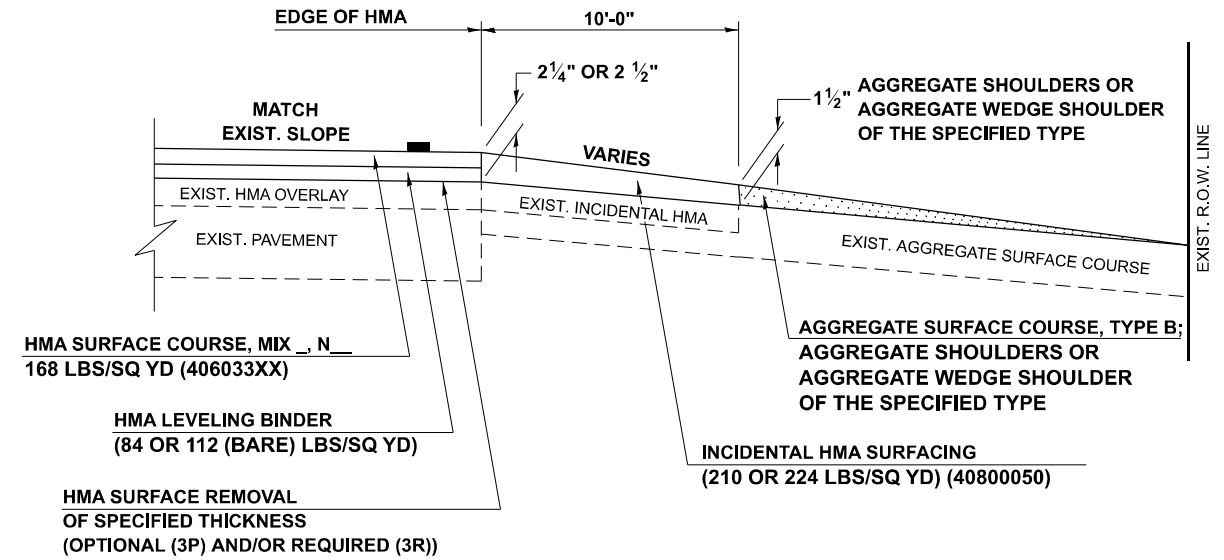 EDGE OF HMA
10'-0"
2¼" OR 2 ½"
1½"
AGGREGATE SHOULDERS OR
AGGREGATE WEDGE SHOULDER
OF THE SPECIFIED TYPE
MATCH
EXIST. SLOPE
VARIES
EXIST. R.O.W. LINE
EXIST. HMA OVERLAY
EXIST. INCIDENTAL HMA
EXIST. PAVEMENT
EXIST. AGGREGATE SURFACE COURSE
HMA SURFACE COURSE, MIX _, N__
168 LBS/SQ YD (406033XX)
AGGREGATE SURFACE COURSE, TYPE B;
AGGREGATE SHOULDERS OR
AGGREGATE WEDGE SHOULDER
OF THE SPECIFIED TYPE
HMA LEVELING BINDER
(84 OR 112 (BARE) LBS/SQ YD)
INCIDENTAL HMA SURFACING
(210 OR 224 LBS/SQ YD) (40800050)
HMA SURFACE REMOVAL
OF SPECIFIED THICKNESS
(OPTIONAL (3P) AND/OR REQUIRED (3R))